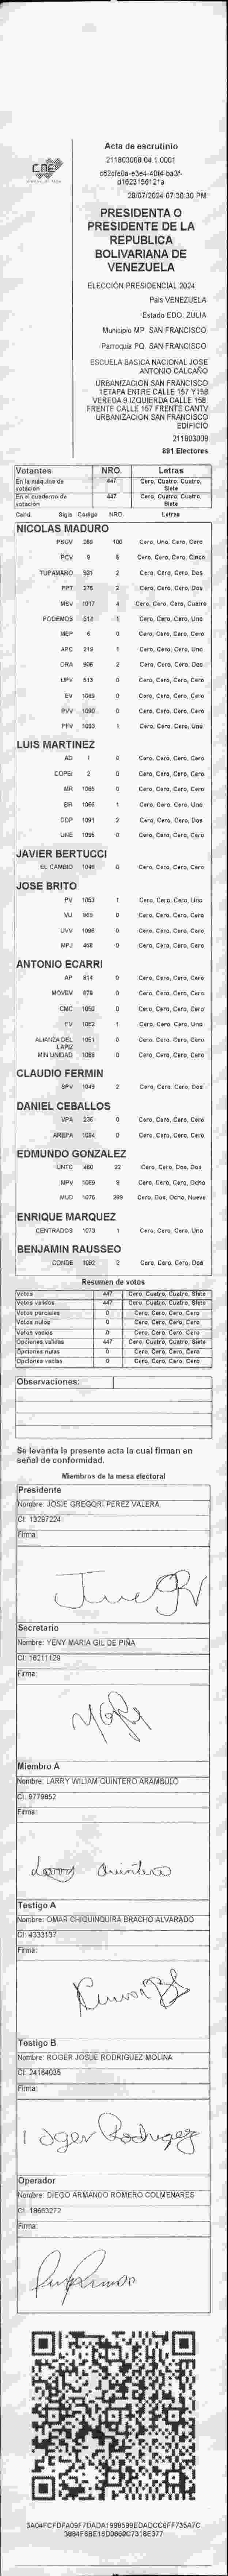 CNE
Acta de escrutinio
211803008.04.1.0001
28/07/2024 07:30:30 PM
PRESIDENTA O
PRESIDENTE DE LA
REPUBLICA
BOLIVARIANA DE
VENEZUELA
ELECCIÓN PRESIDENCIAL 2024
País VENEZUELA
Estado EDO. ZULIA
Municipio MP. SAN FRANCISCO
Parroquia PQ. SAN FRANCISCO
ESCUELA BASICA NACIONAL JOSE
ANTONIO CALCAÑO
URBANIZACION SAN FRANCISCO
1ETAPA ENTRE CALLE 157 Y158
VEREDA 9 IZQUIERDA CALLE 158
FRENTE CALLE 157 FRENTE CANTV
URBANIZACION SAN FRANCISCO
EDIFICIO
211803008
891 Electores
Votantes NRO. Letras
En la máquina de votación 447 Cero, Cuatro, Cuatro, Siete
En el cuaderno de votación 447 Cero, Cuatro, Cuatro, Siete
Cand. Sigla Código NRO. Letras
NICOLAS MADURO
PSUV 269 100 Cero, Uno, Cero, Cero
PCV 9 5 Cero, Cero, Cero, Cinco
TUPAMARO 531 2 Cero, Cero, Cero, Dos
PPT 276 2 Cero, Cero, Cero, Dos
MSV 1017 4 Cero, Cero, Cero, Cuatro
PODEMOS 514 1 Cero, Cero, Cero, Uno
MEP 6 0 Cero, Cero, Cero, Cero
APC 219 1 Cero, Cero, Cero, Uno
ORA 906 2 Cero, Cero, Cero, Dos
UPV 513 0 Cero, Cero, Cero, Cero
EV 1089 0 Cero, Cero, Cero, Cero
PVV 1090 0 Cero, Cero, Cero, Cero
PFV 1093 1 Cero, Cero, Cero, Uno
LUIS MARTINEZ
AD 1 0 Cero, Cero, Cero, Cero
COPEI 2 0 Cero, Cero, Cero, Cero
MR 1065 0 Cero, Cero, Cero, Cero
BR 1066 1 Cero, Cero, Cero, Uno
DDP 1091 2 Cero, Cero, Cero, Dos
UNE 1095 0 Cero, Cero, Cero, Cero
JAVIER BERTUCCI
EL CAMBIO 1048 0 Cero, Cero, Cero, Cero
JOSE BRITO
PV 1053 1 Cero, Cero, Cero, Uno
VU 868 0 Cero, Cero, Cero, Cero
UVV 1096 0 Cero, Cero, Cero, Cero
MPJ 458 0 Cero, Cero, Cero, Cero
ANTONIO ECARRI
AP 814 0 Cero, Cero, Cero, Cero
MOVEV 879 0 Cero, Cero, Cero, Cero
CMC 1050 0 Cero, Cero, Cero, Cero
FV 1052 1 Cero, Cero, Cero, Uno
ALIANZA DEL LAPIZ 1051 0 Cero, Cero, Cero, Cero
MIN UNIDAD 1088 0 Cero, Cero, Cero, Cero
CLAUDIO FERMIN
SPV 1049 2 Cero, Cero, Cero, Dos
DANIEL CEBALLOS
VPA 236 0 Cero, Cero, Cero, Cero
AREPA 1094 0 Cero, Cero, Cero, Cero
EDMUNDO GONZALEZ
UNTC 480 22 Cero, Cero, Dos, Dos
MPV 1069 8 Cero, Cero, Cero, Ocho
MUD 1076 289 Cero, Dos, Ocho, Nueve
ENRIQUE MARQUEZ
CENTRADOS 1073 1 Cero, Cero, Cero, Uno
BENJAMIN RAUSSEO
CONDE 1092 2 Cero, Cero, Cero, Dos
Resumen de votos
Votos 447 Cero, Cuatro, Cuatro, Siete
Votos validos 447 Cero, Cuatro, Cuatro, Siete
Votos parciales 0 Cero, Cero, Cero, Cero
Votos nulos 0 Cero, Cero, Cero, Cero
Votos vacios 0 Cero, Cero, Cero, Cero
Opciones validas 447 Cero, Cuatro, Cuatro, Siete
Opciones nulas 0 Cero, Cero, Cero, Cero
Opciones vacias 0 Cero, Cero, Cero, Cero
Observaciones:
Se levanta la presente acta la cual firman en
señal de conformidad.
Miembros de la mesa electoral
Presidente
Nombre: JOSIE GREGORI PEREZ VALERA
CI: 13297224
Firma:
Secretario
Nombre: YENY MARIA GIL DE PIÑA
CI: 16211129
Firma:
Miembro A
Nombre: LARRY WILIAM QUINTERO ARAMBULO
CI: 9779852
Firma:
Larry Quintero
Testigo A
Nombre: OMAR CHIQUINQUIRA BRACHO ALVARADO
CI: 4333137
Firma:
Testigo B
Nombre: ROGER JOSUE RODRIGUEZ MOLINA
CI: 24164035
Firma:
Roger Rodriguez
Operador
Nombre: DIEGO ARMANDO ROMERO COLMENARES
CI: 18663272
Firma: